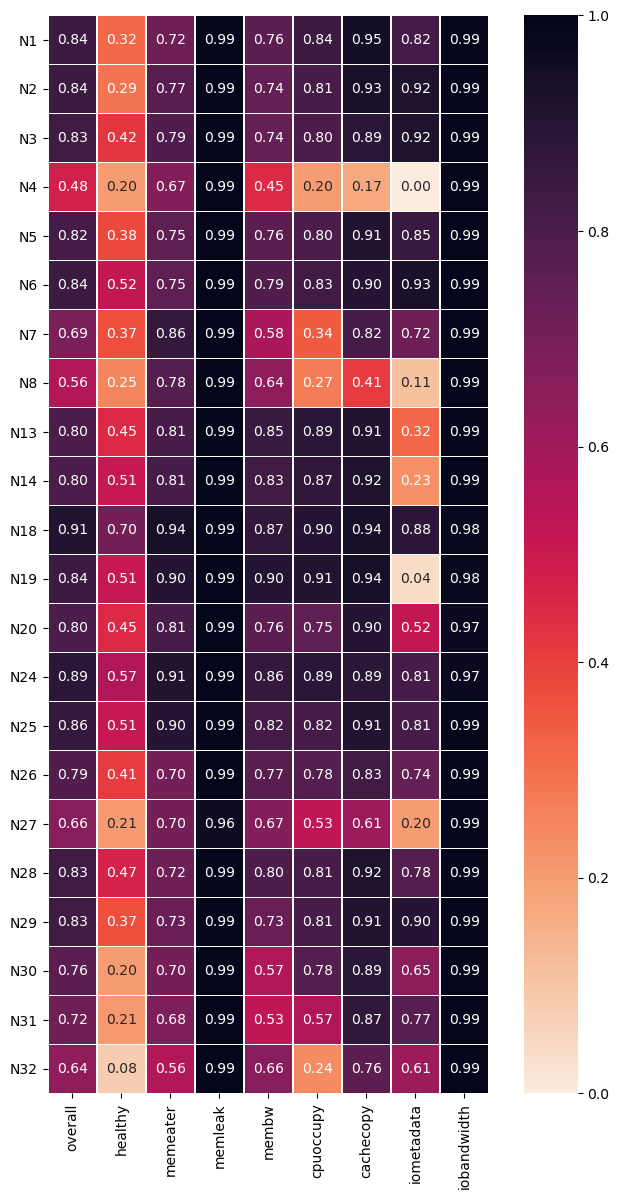 N1 0.84 0.32 0.72 0.99 0.76 0.84 0.95 0.82 0.99
N2 0.84 0.29 0.77 0.99 0.74 0.81 0.93 0.92 0.99
N3 0.83 0.42 0.79 0.99 0.74 0.80 0.89 0.92 0.99
N4 0.48 0.20 0.67 0.99 0.45 0.20 0.17 0.00 0.99
N5 0.82 0.38 0.75 0.99 0.76 0.80 0.91 0.85 0.99
N6 0.84 0.52 0.75 0.99 0.79 0.83 0.90 0.93 0.99
N7 0.69 0.37 0.86 0.99 0.58 0.34 0.82 0.72 0.99
N8 0.56 0.25 0.78 0.99 0.64 0.27 0.41 0.11 0.99
N13 0.80 0.45 0.81 0.99 0.85 0.89 0.91 0.32 0.99
N14 0.80 0.51 0.81 0.99 0.83 0.87 0.92 0.23 0.99
N18 0.91 0.70 0.94 0.99 0.87 0.90 0.94 0.88 0.98
N19 0.84 0.51 0.90 0.99 0.90 0.91 0.94 0.04 0.98
N20 0.80 0.45 0.81 0.99 0.76 0.75 0.90 0.52 0.97
N24 0.89 0.57 0.91 0.99 0.86 0.89 0.89 0.81 0.97
N25 0.86 0.51 0.90 0.99 0.82 0.82 0.91 0.81 0.99
N26 0.79 0.41 0.70 0.99 0.77 0.78 0.83 0.74 0.99
N27 0.66 0.21 0.70 0.96 0.67 0.53 0.61 0.20 0.99
N28 0.83 0.47 0.72 0.99 0.80 0.81 0.92 0.78 0.99
N29 0.83 0.37 0.73 0.99 0.73 0.81 0.91 0.90 0.99
N30 0.76 0.20 0.70 0.99 0.57 0.78 0.89 0.65 0.99
N31 0.72 0.21 0.68 0.99 0.53 0.57 0.87 0.77 0.99
N32 0.64 0.08 0.56 0.99 0.66 0.24 0.76 0.61 0.99
overall healthy memeater memleak membw cpuoccupy cachecopy iometadata iobandwidth
1.0
0.8
0.6
0.4
0.2
0.0